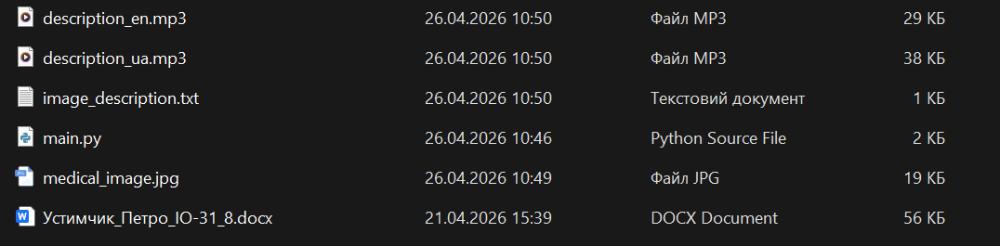 description_en.mp3 26.04.2026 10:50 Файл MP3 29 КБ
description_ua.mp3 26.04.2026 10:50 Файл MP3 38 КБ
image_description.txt 26.04.2026 10:50 Текстовий документ 1 КБ
main.py 26.04.2026 10:46 Python Source File 2 КБ
medical_image.jpg 26.04.2026 10:49 Файл JPG 19 КБ
Устимчик_Петро_ІО-31_8.docx 21.04.2026 15:39 DOCX Document 56 КБ